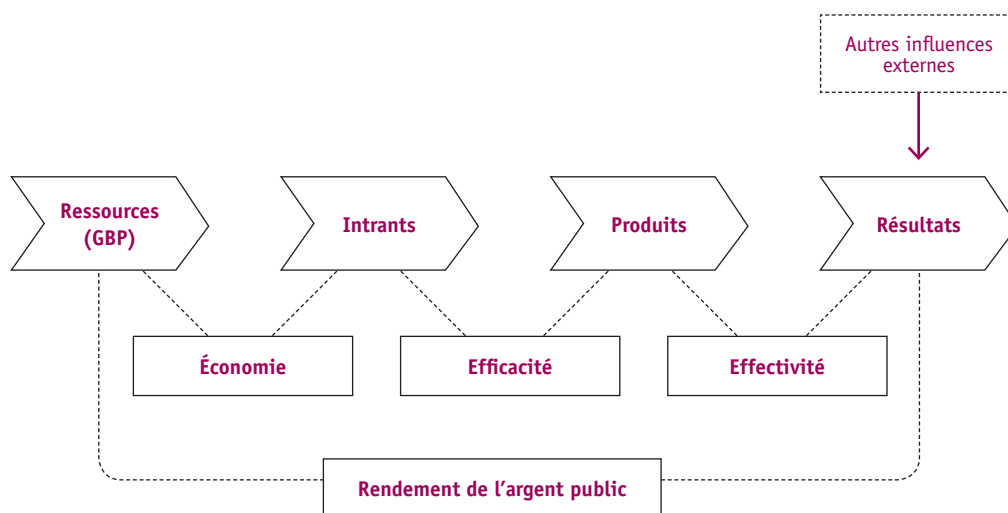 Autres influences
externes
Ressources
(GBP)
Intrants
Produits
Résultats
Économie
Efficacité
Effectivité
Rendement de l’argent public